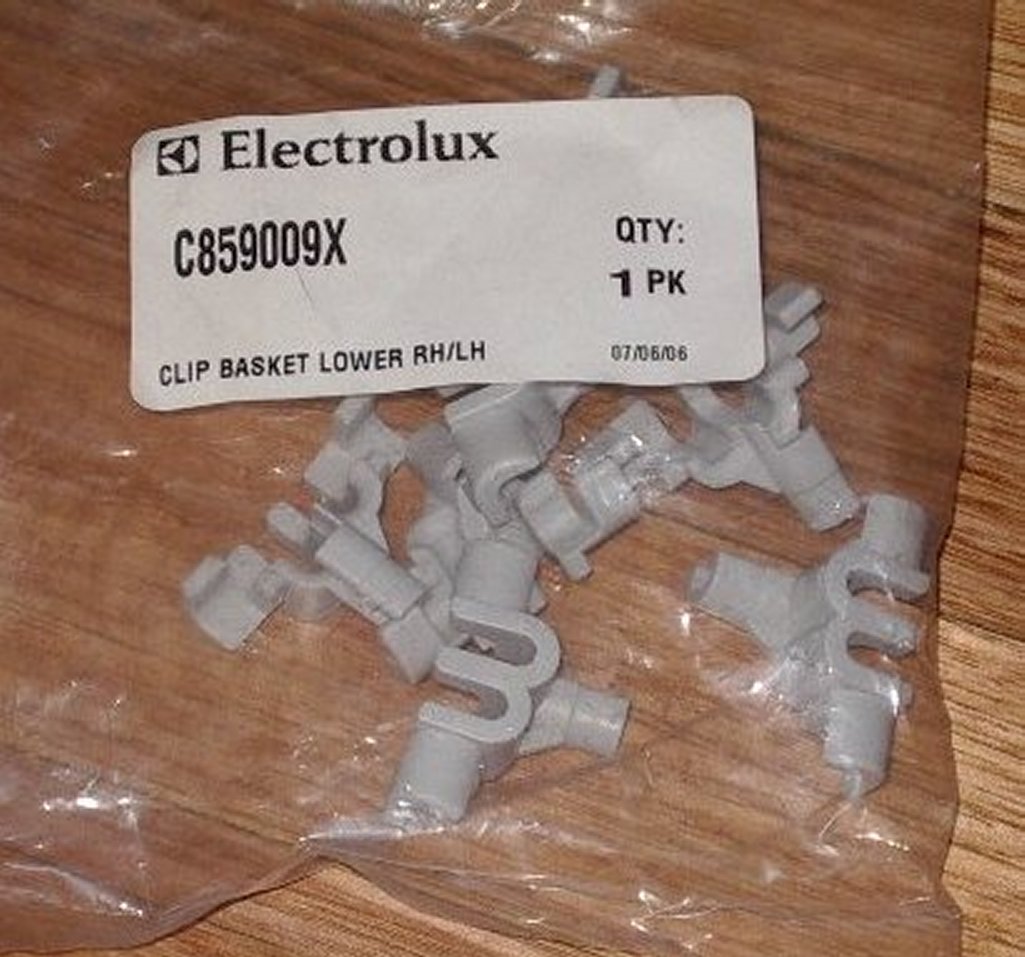 Electrolux
C859009X
QTY:
1 PK
CLIP BASKET LOWER RH/LH
07/06/06